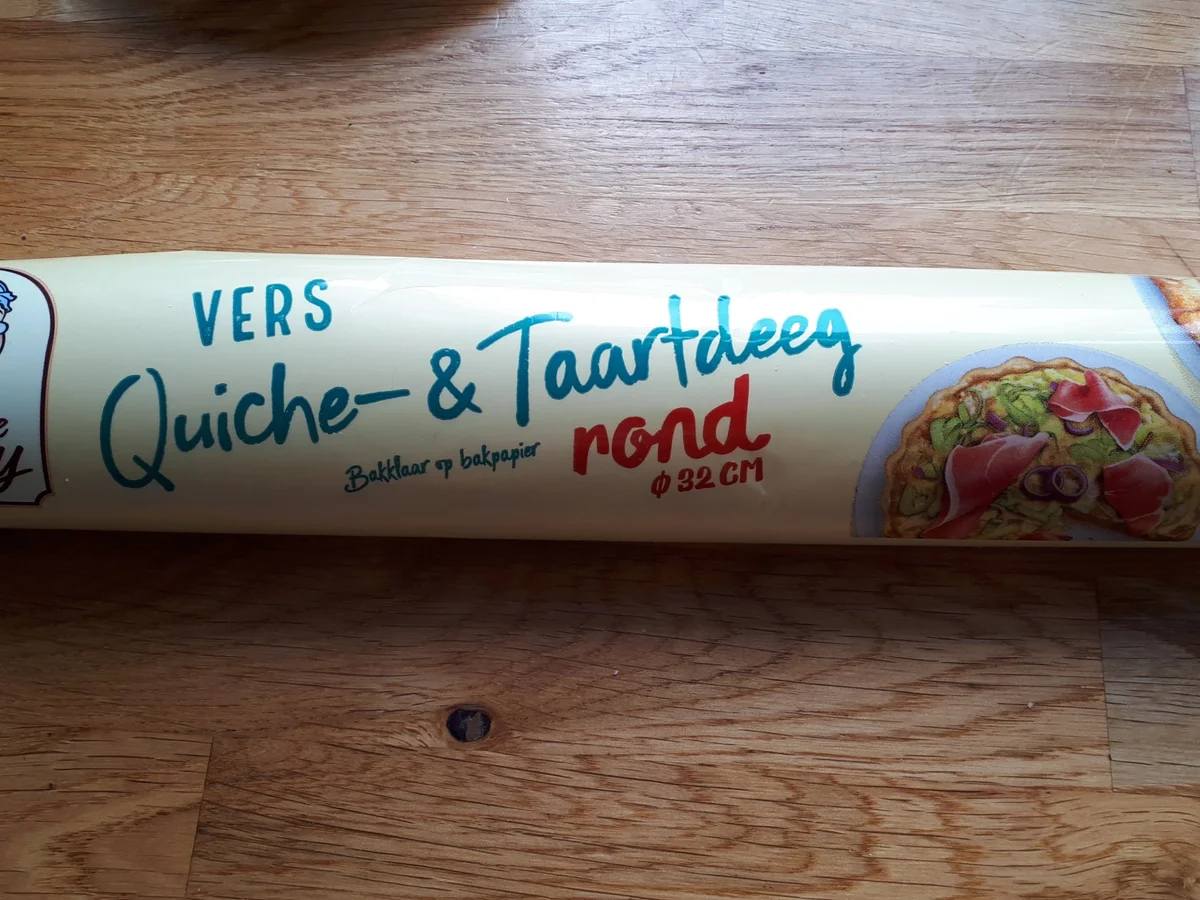 VERS
Quiche- & Taartdeeg
Bakklaar op bakpapier
rond
ϕ 32 CM